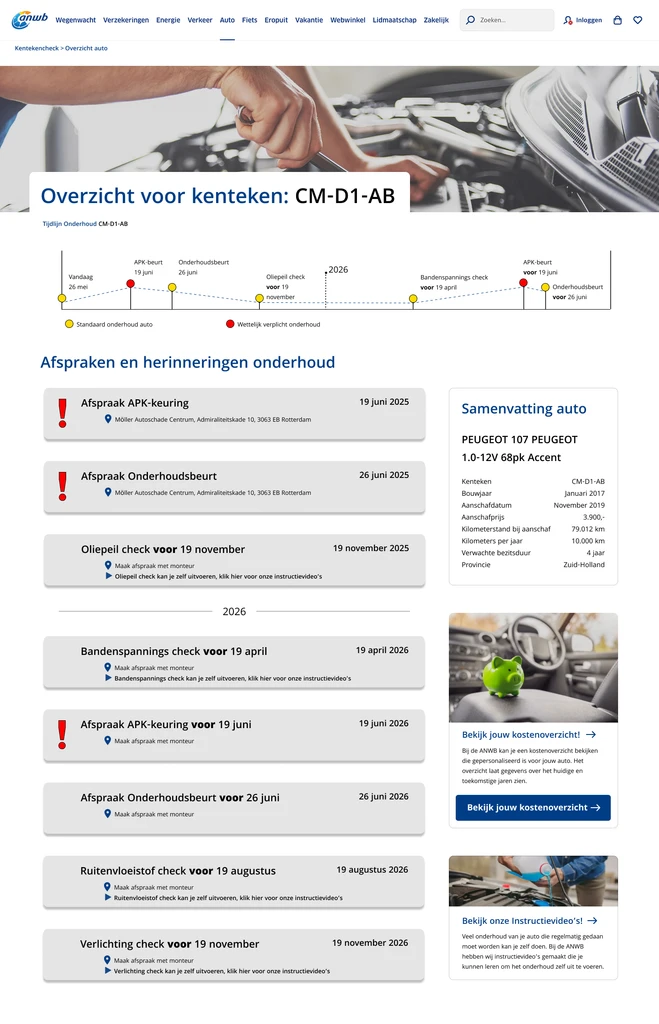 anwb Wegenwacht Verzekeringen Energie Verkeer Auto Fiets Eropuit Vakantie Webwinkel Lidmaatschap Zakelijk Zoeken... Inloggen
Kentekencheck > Overzicht auto
Overzicht voor kenteken: CM-D1-AB
Tijdlijn Onderhoud CM-D1-AB
Vandaag
26 mei
APK-beurt
19 juni
Onderhoudsbeurt
26 juni
Oliepeil check
voor 19
november
2026
Bandenspannings check
voor 19 april
APK-beurt
voor 19 juni
Onderhoudsbeurt
voor 26 juni
Standaard onderhoud auto
Wettelijk verplicht onderhoud
Afspraken en herinneringen onderhoud
Afspraak APK-keuring 19 juni 2025
Möller Autoschade Centrum, Admiraliteitskade 10, 3063 EB Rotterdam
Afspraak Onderhoudsbeurt 26 juni 2025
Möller Autoschade Centrum, Admiraliteitskade 10, 3063 EB Rotterdam
Oliepeil check voor 19 november 19 november 2025
Maak afspraak met monteur
Oliepeil check kan je zelf uitvoeren, klik hier voor onze instructievideo's
2026
Bandenspannings check voor 19 april 19 april 2026
Maak afspraak met monteur
Bandenspannings check kan je zelf uitvoeren, klik hier voor onze instructievideo's
Afspraak APK-keuring voor 19 juni 19 juni 2026
Maak afspraak met monteur
Afspraak Onderhoudsbeurt voor 26 juni 26 juni 2026
Maak afspraak met monteur
Ruitenvloeistof check voor 19 augustus 19 augustus 2026
Maak afspraak met monteur
Ruitenvloeistof check kan je zelf uitvoeren, klik hier voor onze instructievideo's
Verlichting check voor 19 november 19 november 2026
Maak afspraak met monteur
Verlichting check kan je zelf uitvoeren, klik hier voor onze instructievideo's
Samenvatting auto
PEUGEOT 107 PEUGEOT
1.0-12V 68pk Accent
Kenteken CM-D1-AB
Bouwjaar Januari 2017
Aanschafdatum November 2019
Aanschafprijs 3.900,-
Kilometerstand bij aanschaf 79.012 km
Kilometers per jaar 10.000 km
Verwachte bezitsduur 4 jaar
Provincie Zuid-Holland
Bekijk jouw kostenoverzicht!
Bij de ANWB kan je een kostenoverzicht bekijken
die gepersonaliseerd is voor jouw auto. Het
overzicht laat gegevens over het huidige en
toekomstige jaren zien.
Bekijk jouw kostenoverzicht
Bekijk onze Instructievideo's!
Veel onderhoud van je auto die regelmatig gedaan
moet worden kan je zelf doen. Bij de ANWB
hebben wij instructievideo's gemaakt die je
kunnen leren om het onderhoud zelf uit te voeren.